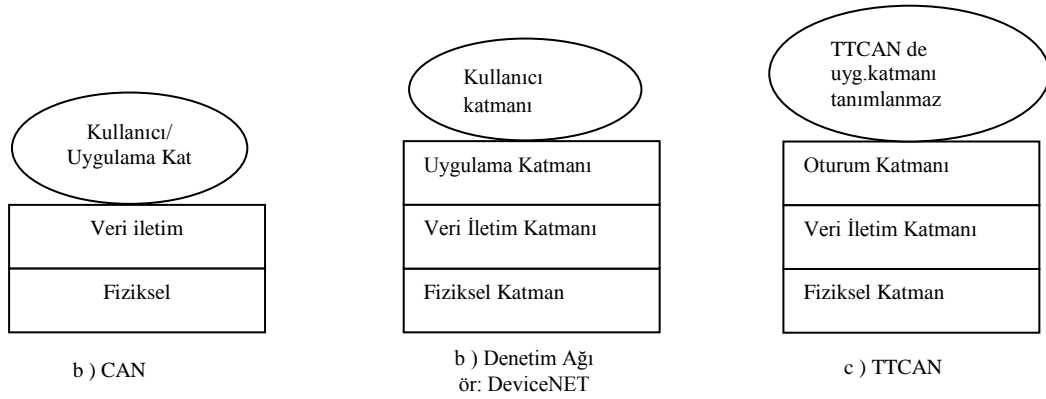 Kullanıcı/
Uygulama Kat
Veri iletim
Fiziksel
b ) CAN
Kullanıcı
katmanı
Uygulama Katmanı
Veri İletim Katmanı
Fiziksel Katman
b ) Denetim Ağı
ör: DeviceNET
TTCAN de
uyg.katmanı
tanımlanmaz
Oturum Katmanı
Veri İletim Katmanı
Fiziksel Katman
c ) TTCAN